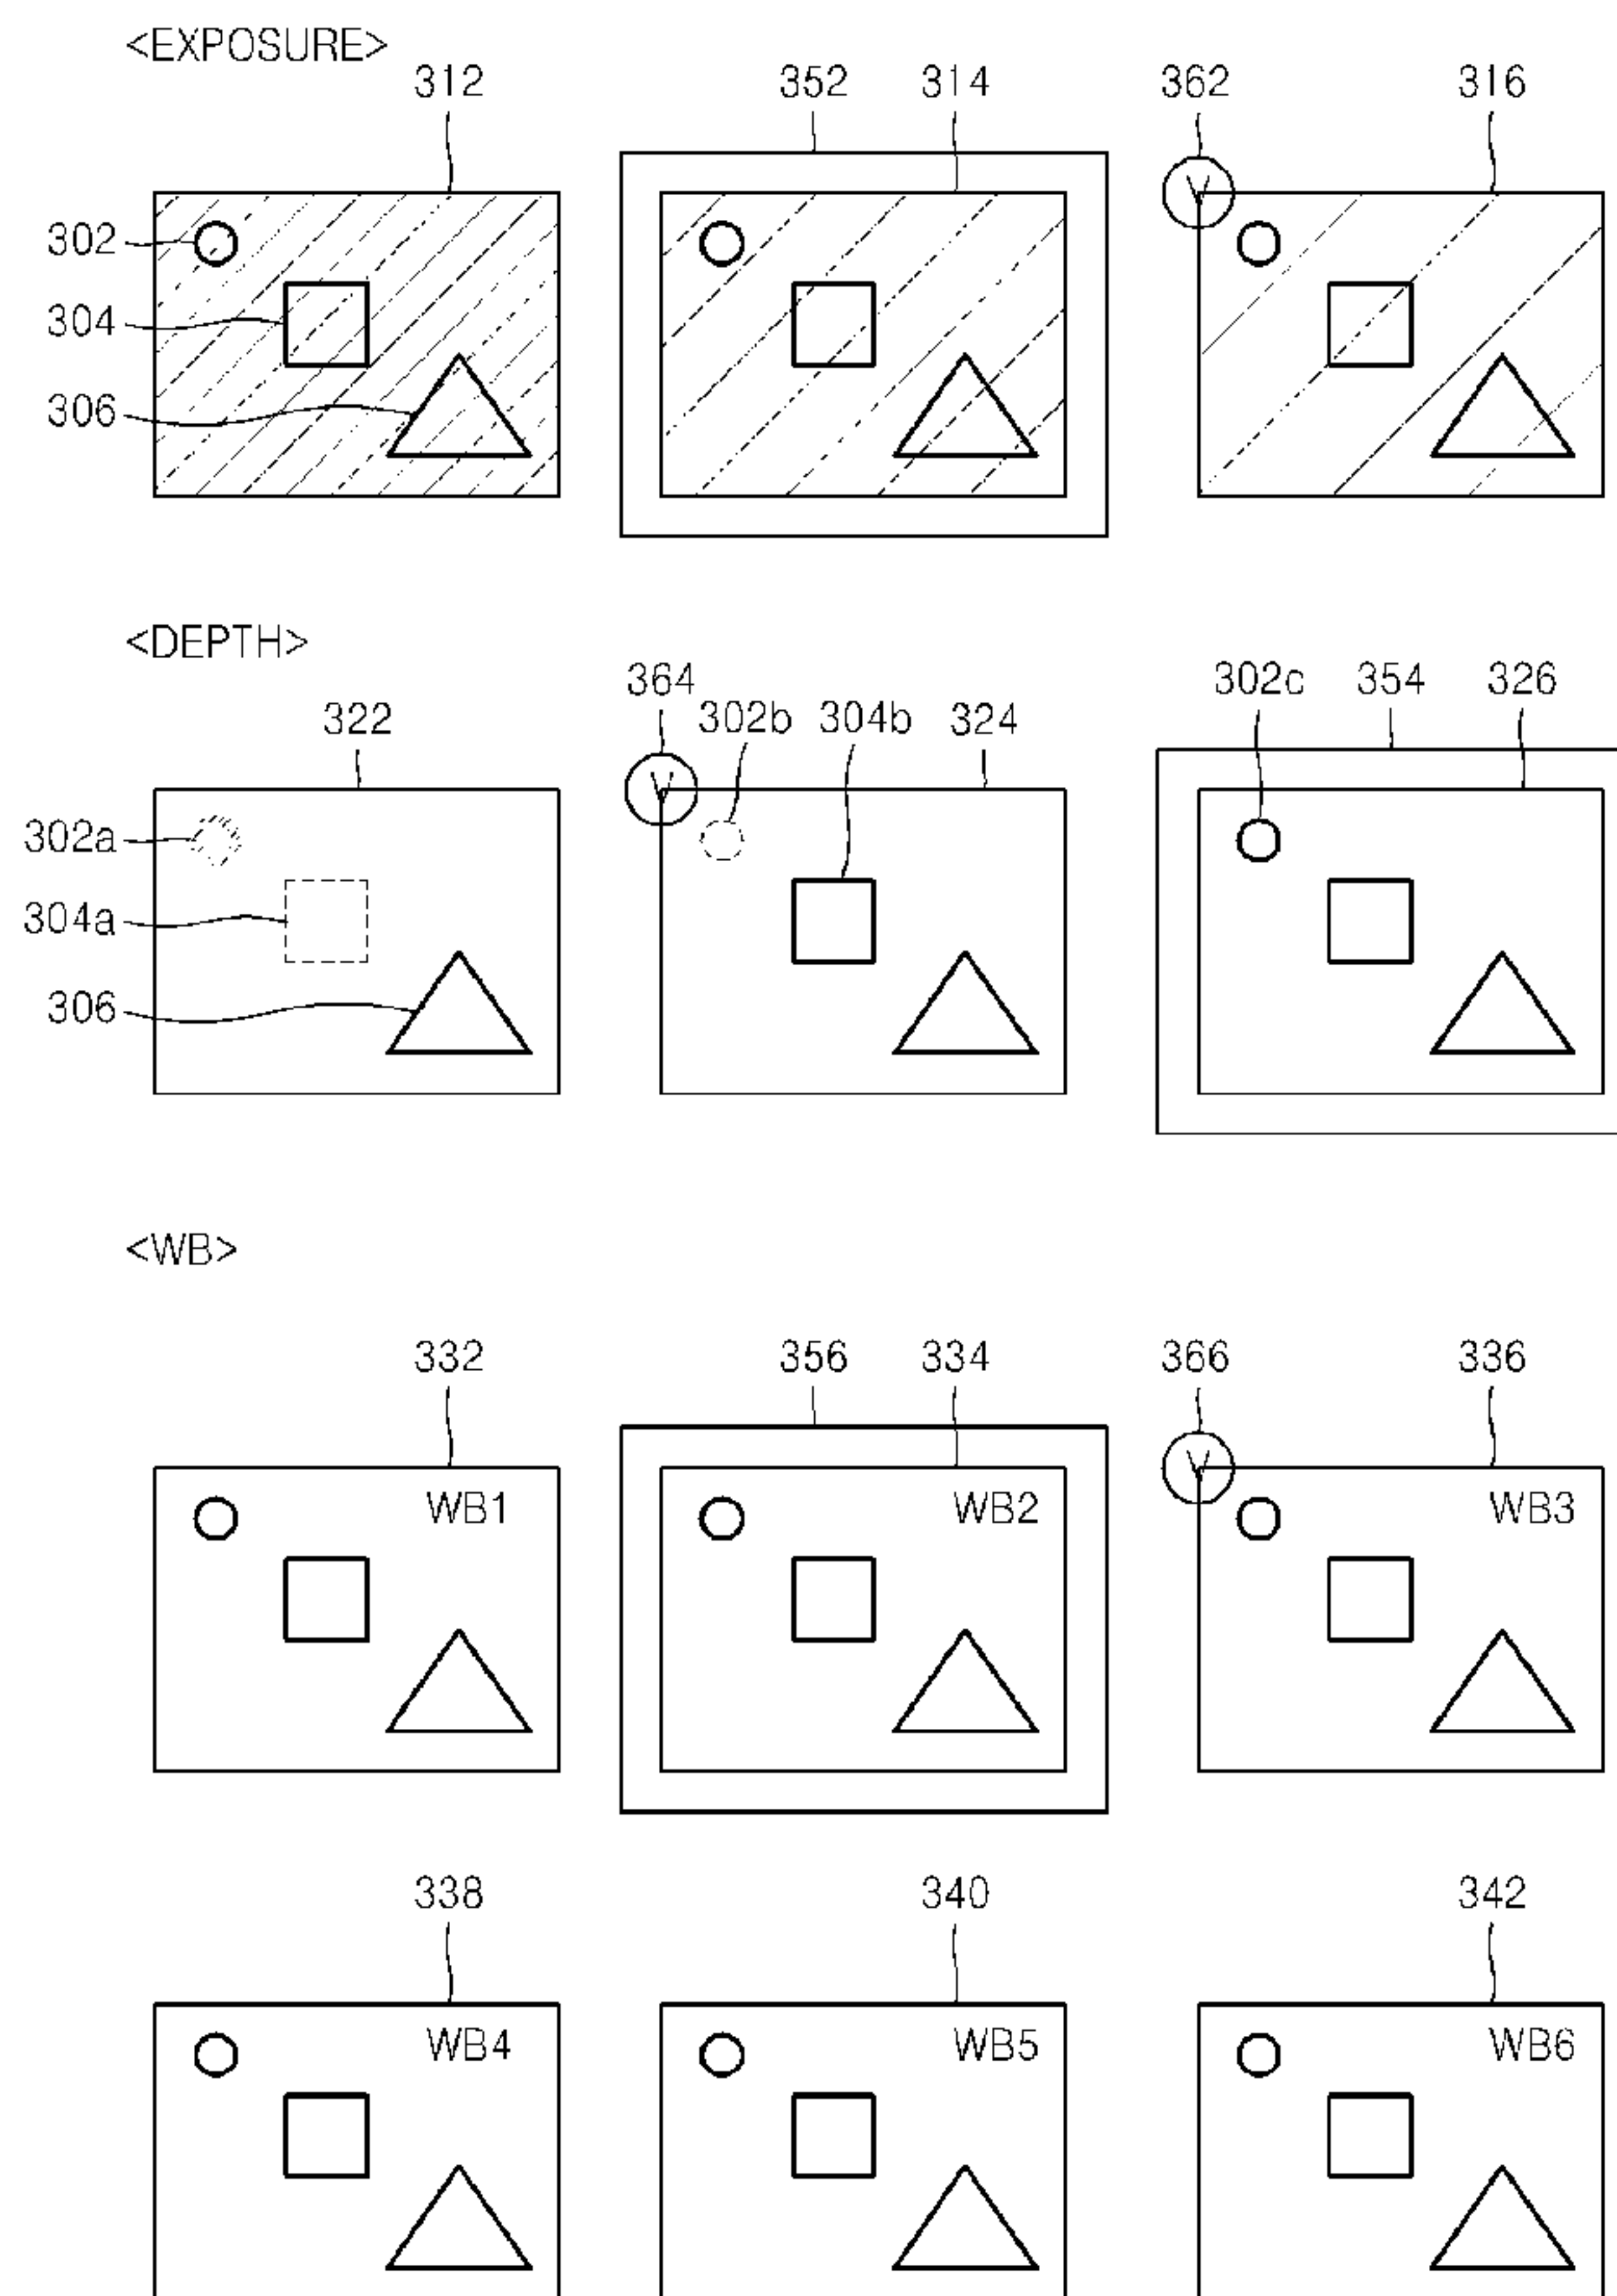 <EXPOSURE>
312 352 314 362 316
V
302
304
306
<DEPTH>
364 302c 354 326
322 302b 304b 324
V
302a
304a
306
<WB>
332 356 334 366 336
V
WB1 WB2 WB3
338 340 342
WB4 WB5 WB6